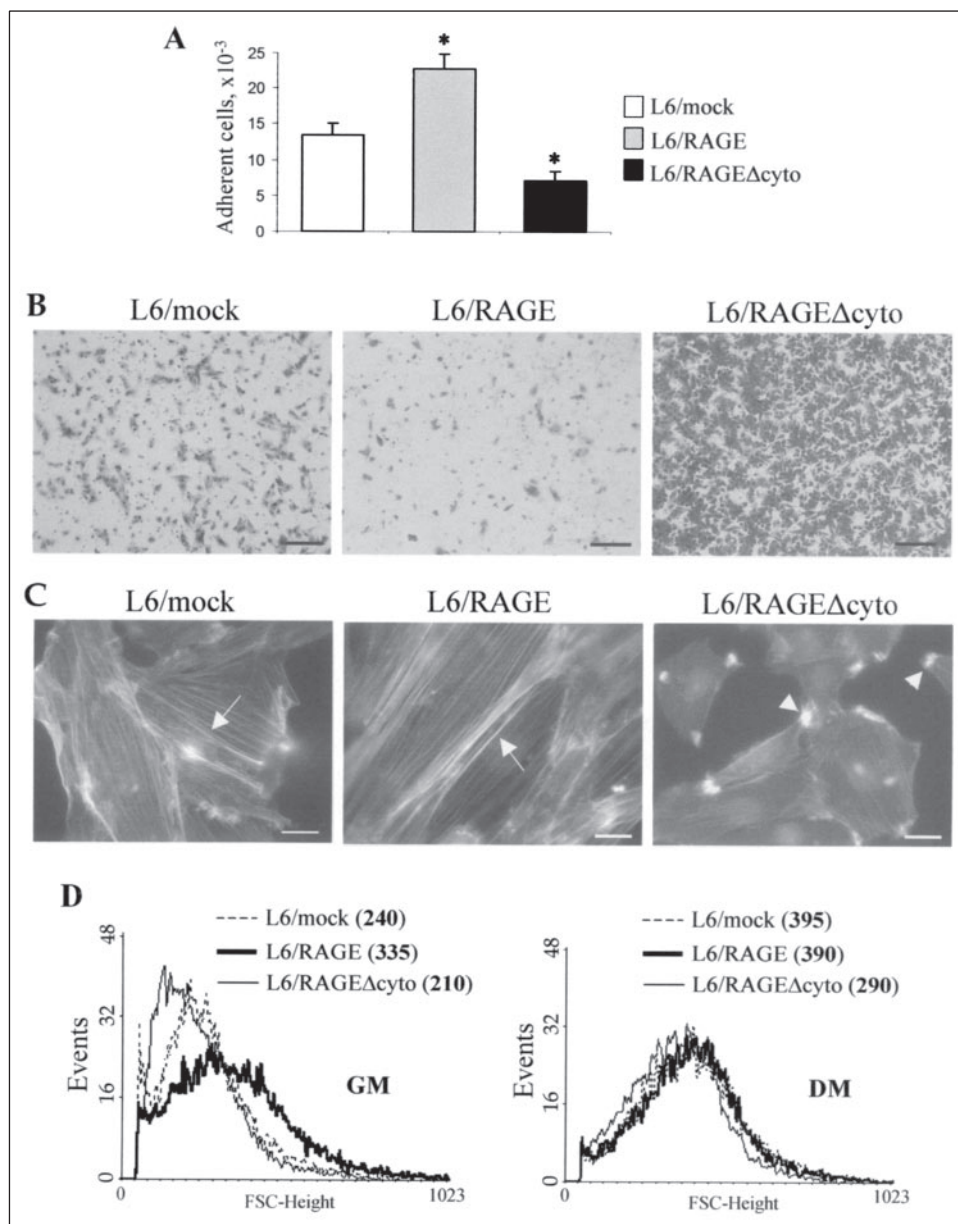 A
Adherent cells, x10-3
25
20
15
10
5
0
*
*
L6/mock
L6/RAGE
L6/RAGEΔcyto
B
L6/mock
L6/RAGE
L6/RAGEΔcyto
C
L6/mock
L6/RAGE
L6/RAGEΔcyto
D
L6/mock (240)
L6/RAGE (335)
L6/RAGEΔcyto (210)
Events
48
32
16
0
GM
0
1023
FSC-Height
L6/mock (395)
L6/RAGE (390)
L6/RAGEΔcyto (290)
Events
48
32
16
0
DM
0
1023
FSC-Height